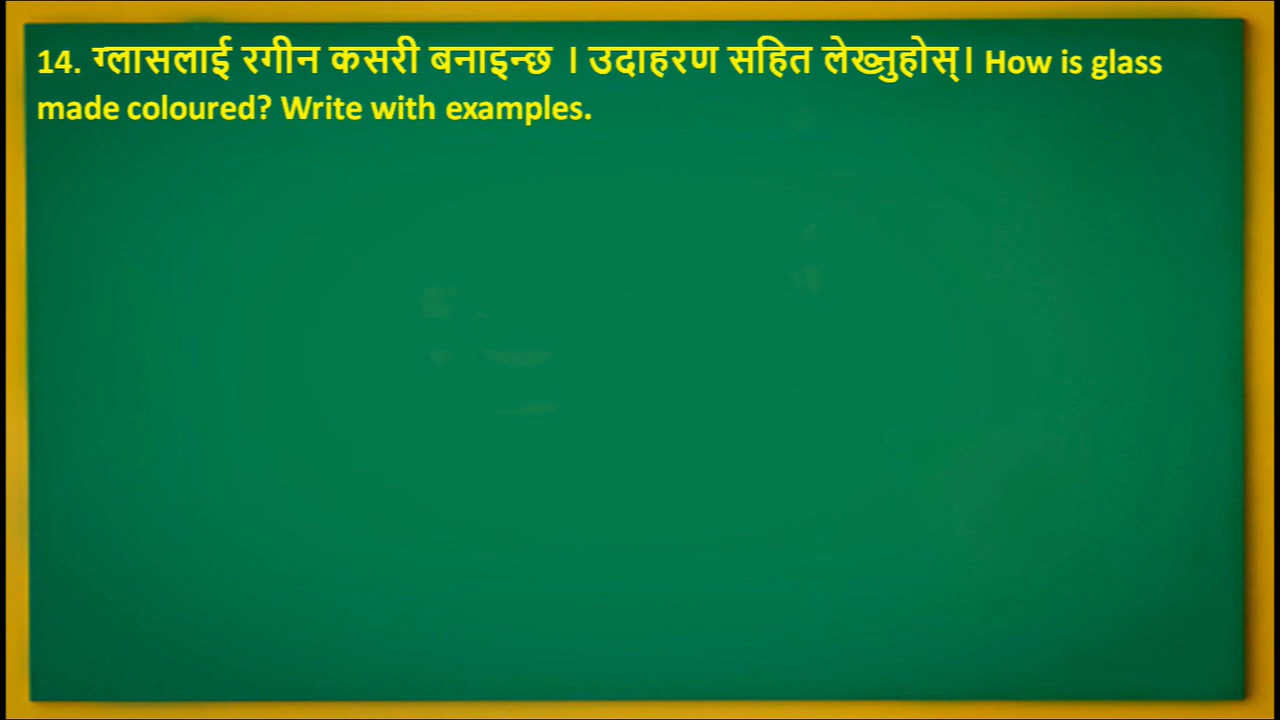 14. ग्लासलाई रगीन कसरी बनाइन्छ । उदाहरण सहित लेख्नुहोस्। How is glass
made coloured? Write with examples.